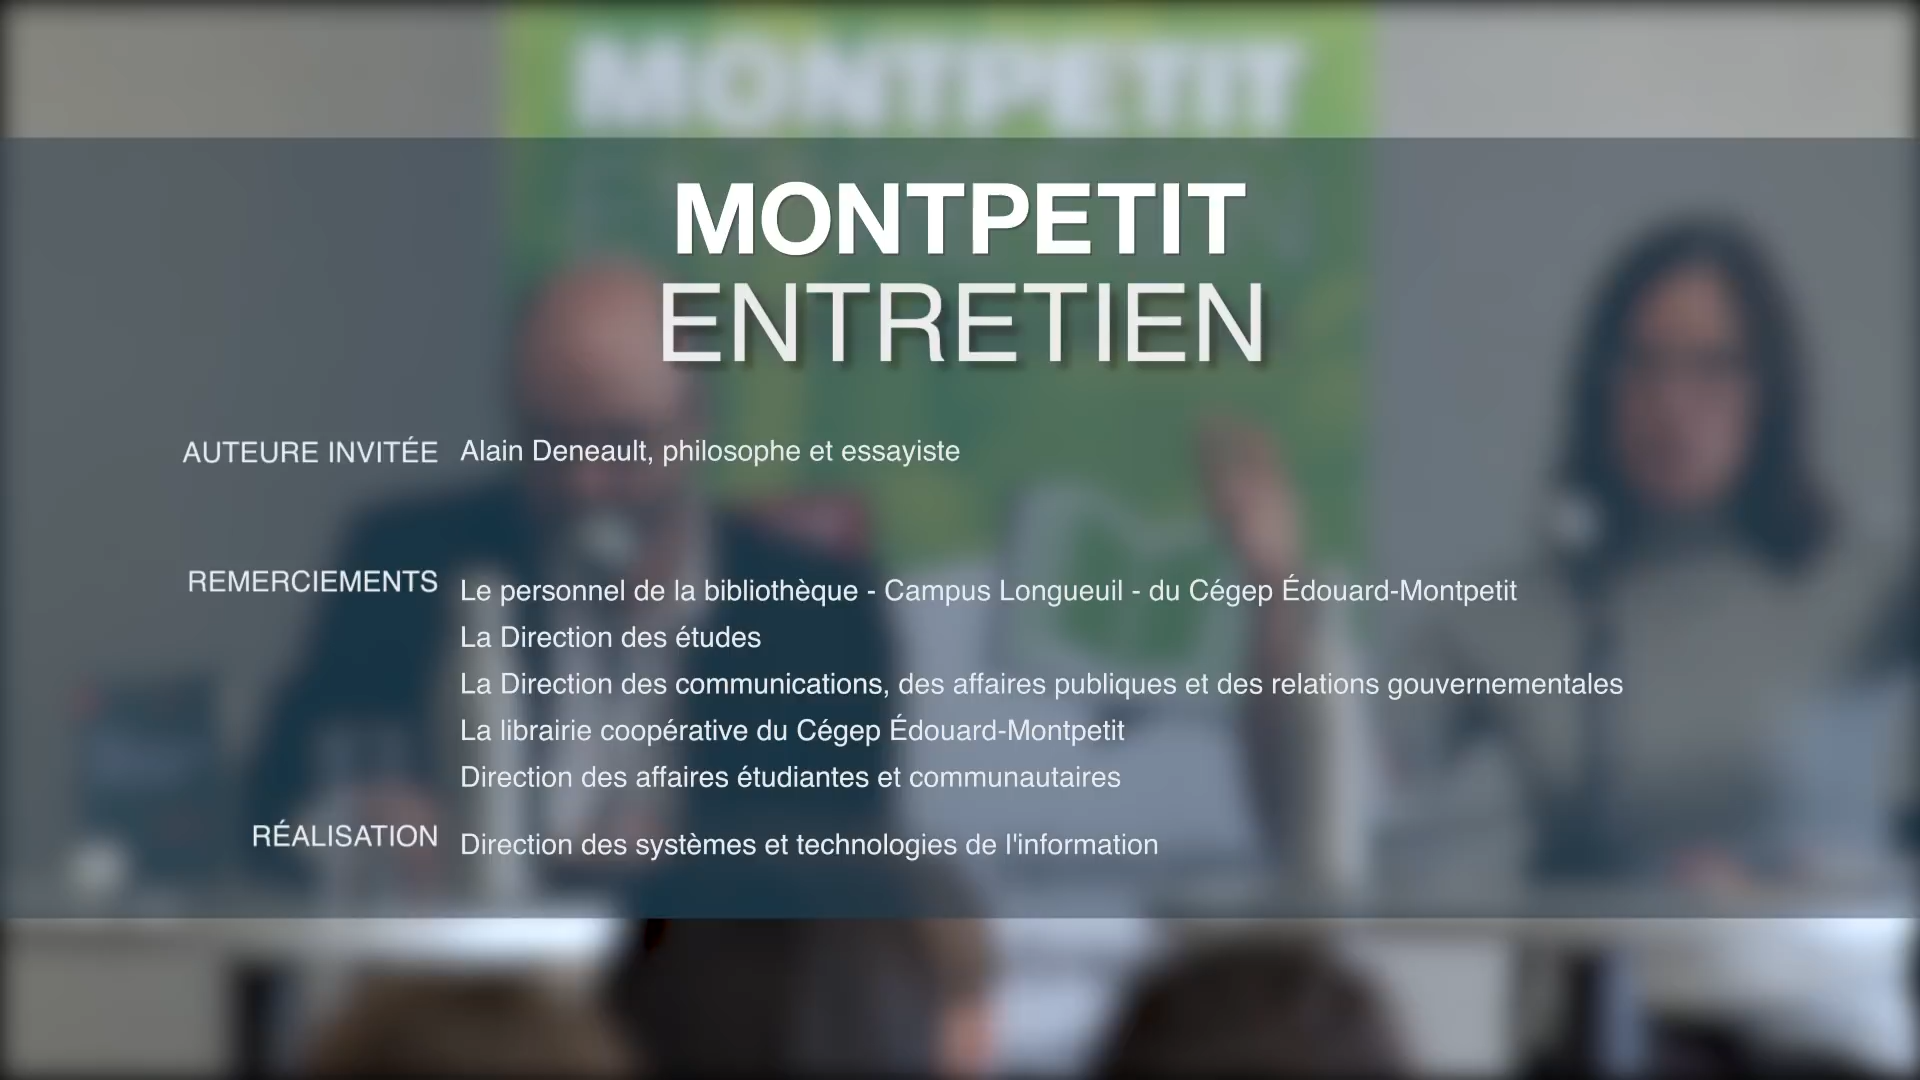 MONTPETIT
MONTPETIT
ENTRETIEN
AUTEURE INVITÉE Alain Deneault, philosophe et essayiste
REMERCIEMENTS Le personnel de la bibliothèque - Campus Longueuil - du Cégep Édouard-Montpetit
La Direction des études
La Direction des communications, des affaires publiques et des relations gouvernementales
La librairie coopérative du Cégep Édouard-Montpetit
Direction des affaires étudiantes et communautaires
RÉALISATION Direction des systèmes et technologies de l'information